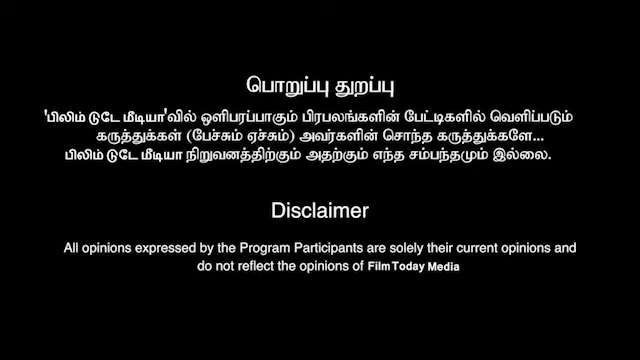 பொறுப்பு துறப்பு
'பிலிம் டுடே மீடியா'வில் ஒளிபரப்பாகும் பிரபலங்களின் பேட்டிகளில் வெளிப்படும்
கருத்துக்கள் (பேச்சும் ஏச்சும்) அவர்களின் சொந்த கருத்துக்களே...
பிலிம் டுடே மீடியா நிறுவனத்திற்கும் அதற்கும் எந்த சம்பந்தமும் இல்லை.
Disclaimer
All opinions expressed by the Program Participants are solely their current opinions and
do not reflect the opinions of Film Today Media